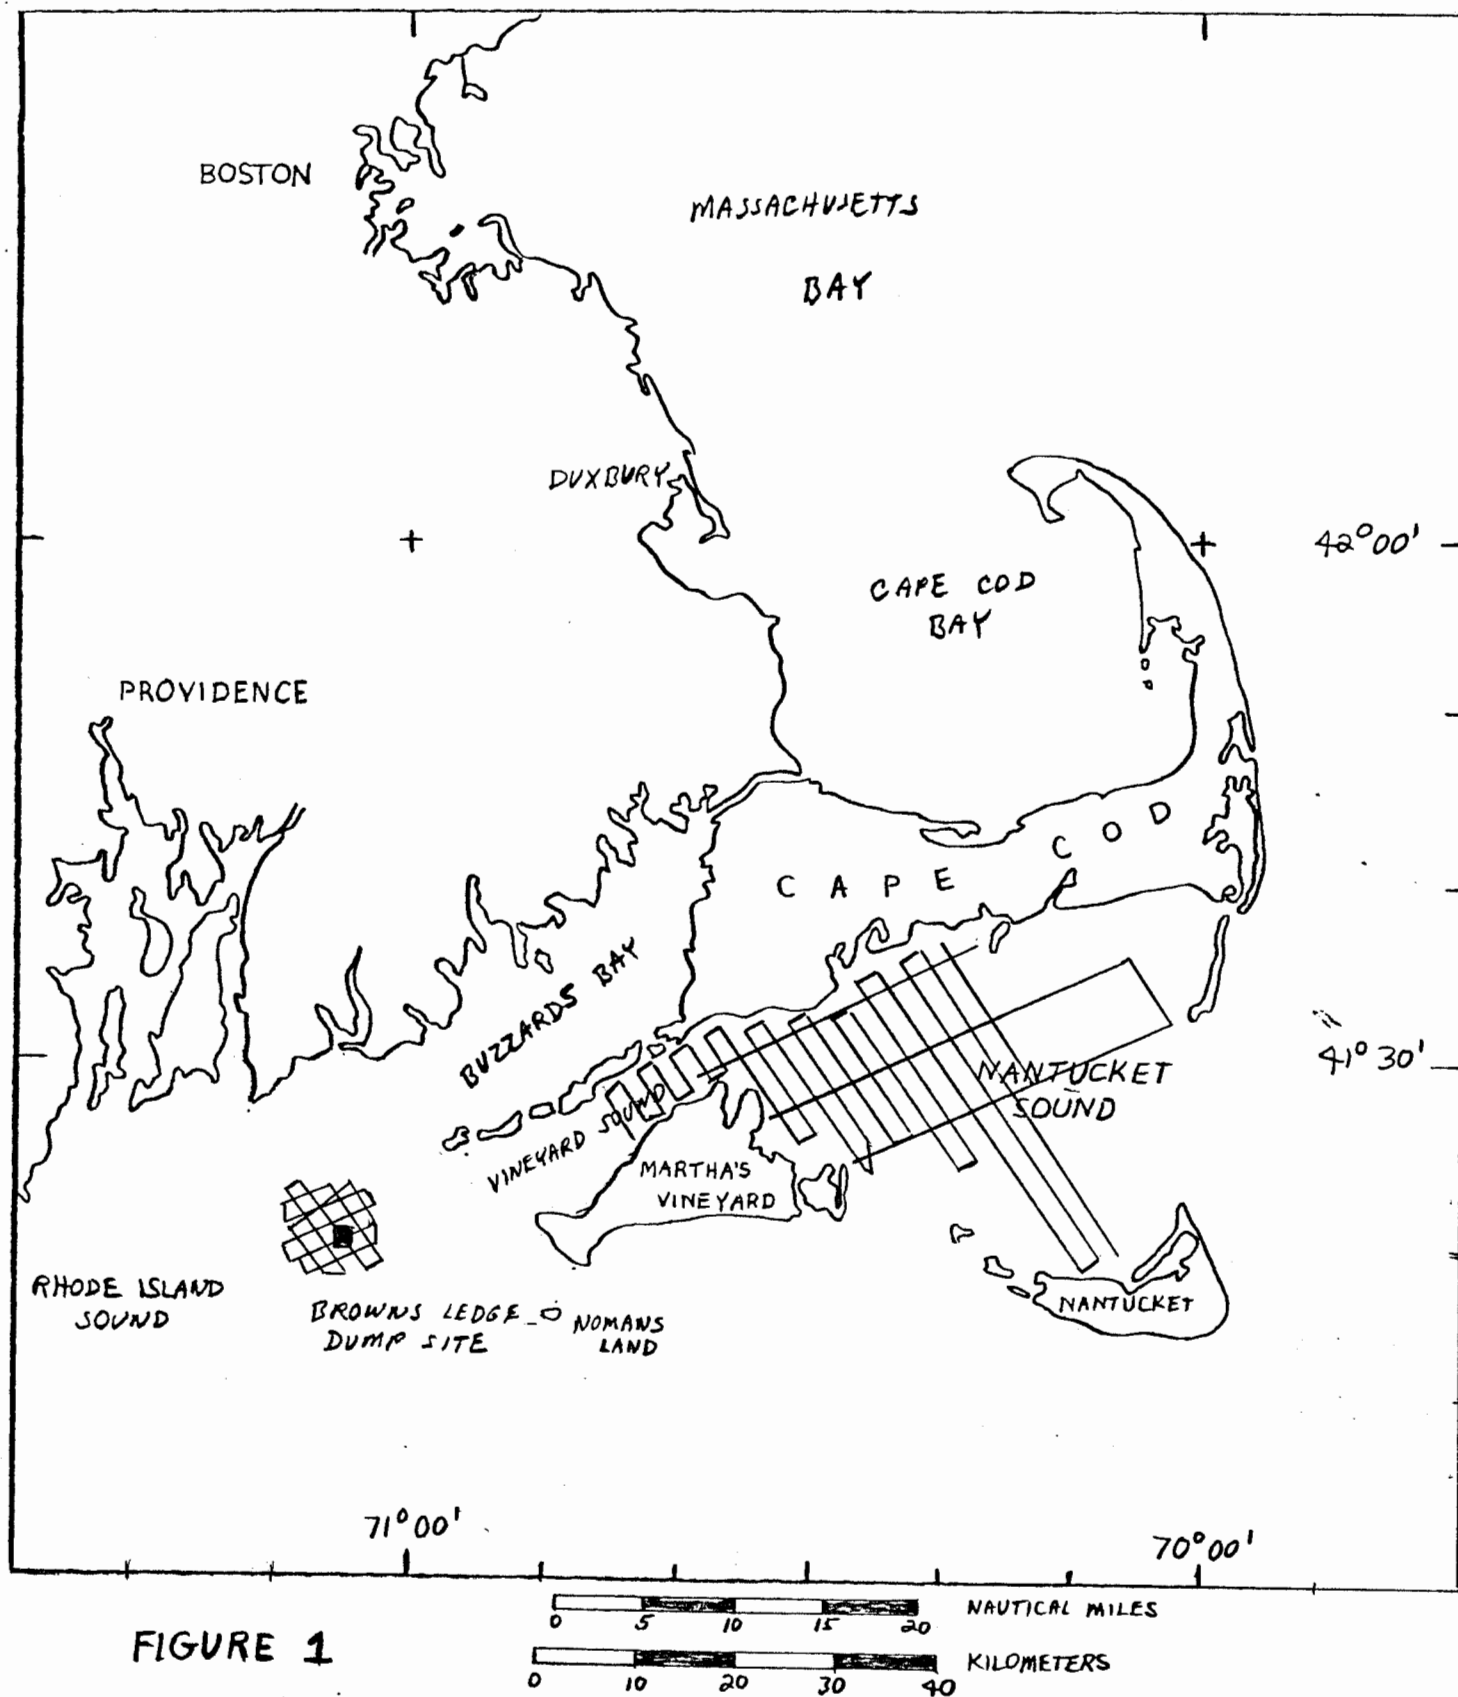 BOSTON
MASSACHUSETTS
BAY
DUXBURY
42°00'
CAPE COD
BAY
PROVIDENCE
CAPE COD
BUZZARDS BAY
41°30'
NANTUCKET
SOUND
VINEYARD SOUND
MARTHA'S
VINEYARD
RHODE ISLAND
SOUND
BROWNS LEDGE
DUMP SITE
NOMANS
LAND
NANTUCKET
71°00'
70°00'
0 5 10 15 20 NAUTICAL MILES
FIGURE 1
0 10 20 30 40 KILOMETERS